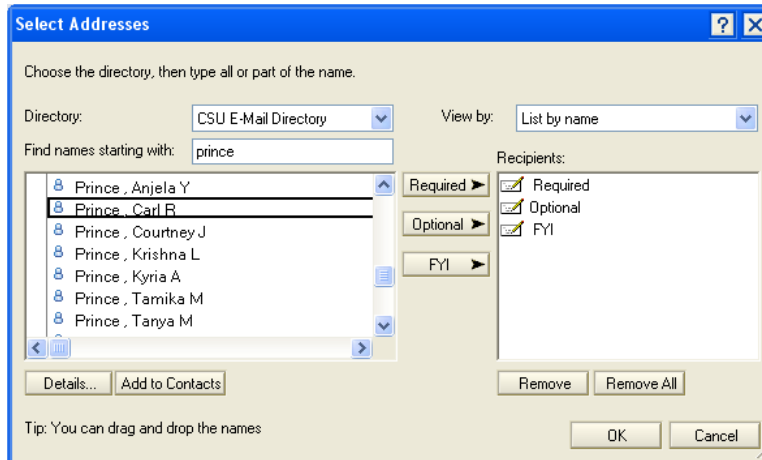 Select Addresses
Choose the directory, then type all or part of the name.
Directory: CSU E-Mail Directory View by: List by name
Find names starting with: prince
Recipients:
Prince , Anjela Y
Prince , Carl R
Prince , Courtney J
Prince , Krishna L
Prince , Kyria A
Prince , Tamika M
Prince , Tanya M
Required
Optional
FYI
Required
Optional
FYI
Details... Add to Contacts Remove Remove All
Tip: You can drag and drop the names
OK Cancel